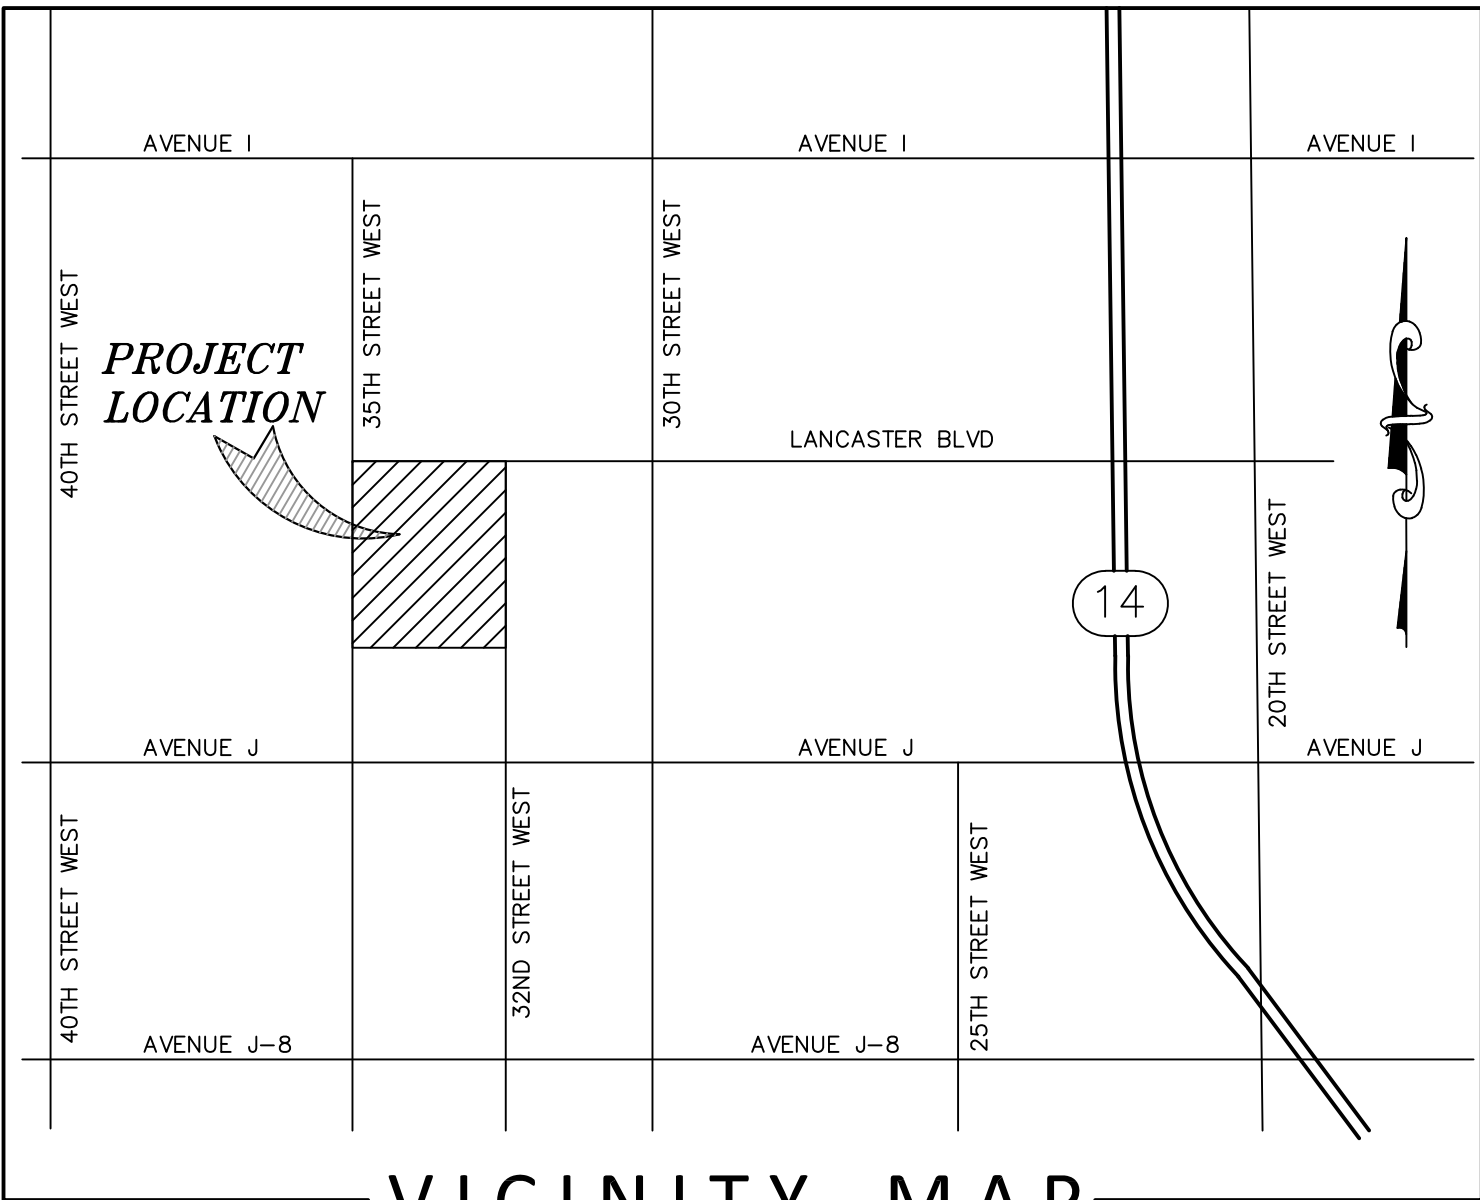 AVENUE I
AVENUE I
AVENUE I
40TH STREET WEST
35TH STREET WEST
30TH STREET WEST
PROJECT
LOCATION
LANCASTER BLVD
14
20TH STREET WEST
AVENUE J
AVENUE J
AVENUE J
40TH STREET WEST
32ND STREET WEST
25TH STREET WEST
AVENUE J-8
AVENUE J-8
VICINITY MAP